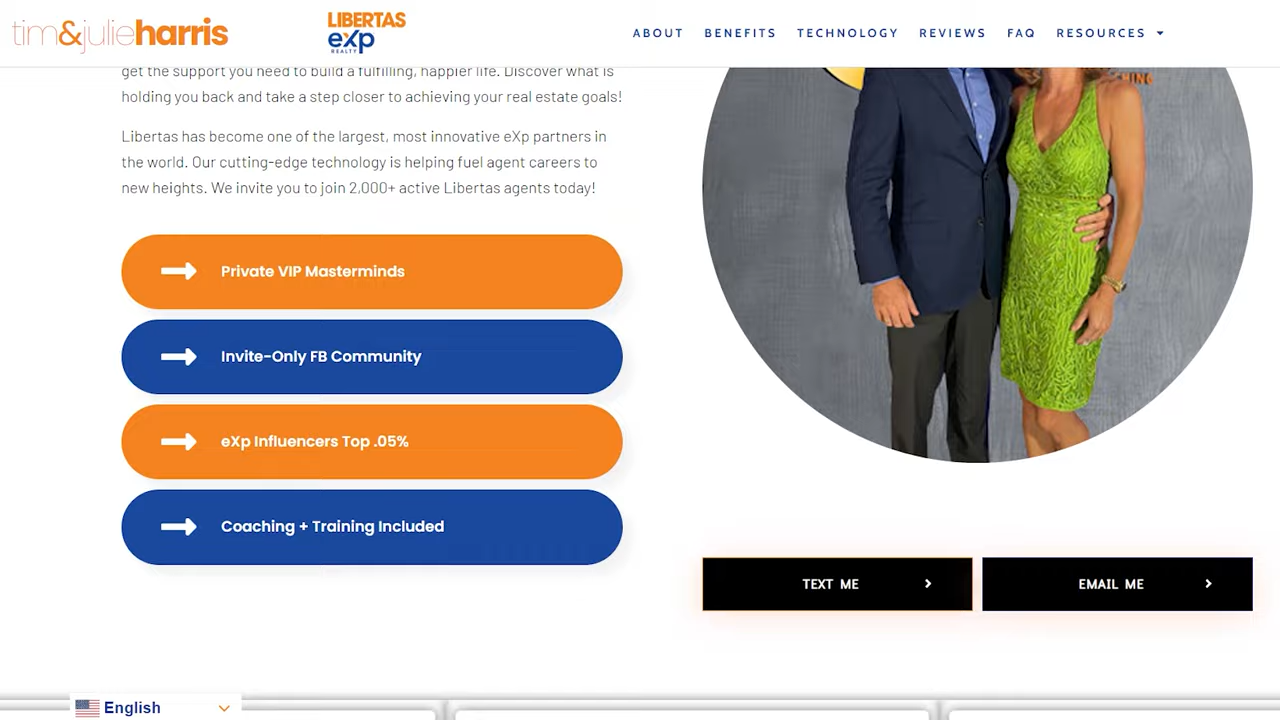 tim&julieharris
LIBERTAS
eXp
REALTY
ABOUT BENEFITS TECHNOLOGY REVIEWS FAQ RESOURCES
get the support you need to build a fulfilling, happier life. Discover what is
holding you back and take a step closer to achieving your real estate goals!
Libertas has become one of the largest, most innovative eXp partners in
the world. Our cutting-edge technology is helping fuel agent careers to
new heights. We invite you to join 2,000+ active Libertas agents today!
Private VIP Masterminds
Invite-Only FB Community
eXp Influencers Top .05%
Coaching + Training Included
TEXT ME
EMAIL ME
English